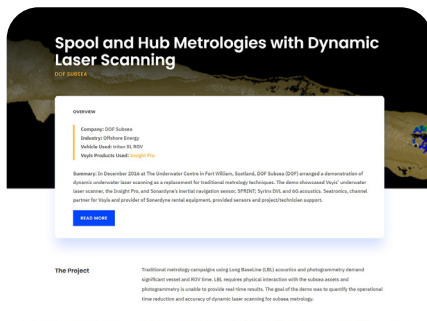 Spool and Hub Metrologies with Dynamic
Laser Scanning
DOF SUBSEA
OVERVIEW
Company: DOF Subsea
Industry: Offshore Energy
Vehicle Used: triton XL ROV
Voyis Products Used: Insight Pro
Summary: In December 2016 at The Underwater Centre in Fort William, Scotland, DOF Subsea (DOF) arranged a demonstration of
dynamic underwater laser scanning as a replacement for traditional metrology techniques. The demo showcased Voyis' underwater
laser scanner, the Insight Pro, and Sonardyne's inertial navigation sensor, SPRINT; Syrinx DVL and 6G acoustics. Seatronics, channel
partner for Voyis and provider of Sonardyne rental equipment, provided sensors and project/technician support.
READ MORE
The Project
Traditional metrology campaigns using Long BaseLine (LBL) acoustics and photogrammetry demand
significant vessel and ROV time. LBL requires physical interaction with the subsea assets and
photogrammetry is unable to provide real-time results. The goal of the demo was to quantify the operational
time reduction and accuracy of dynamic laser scanning for subsea metrology.